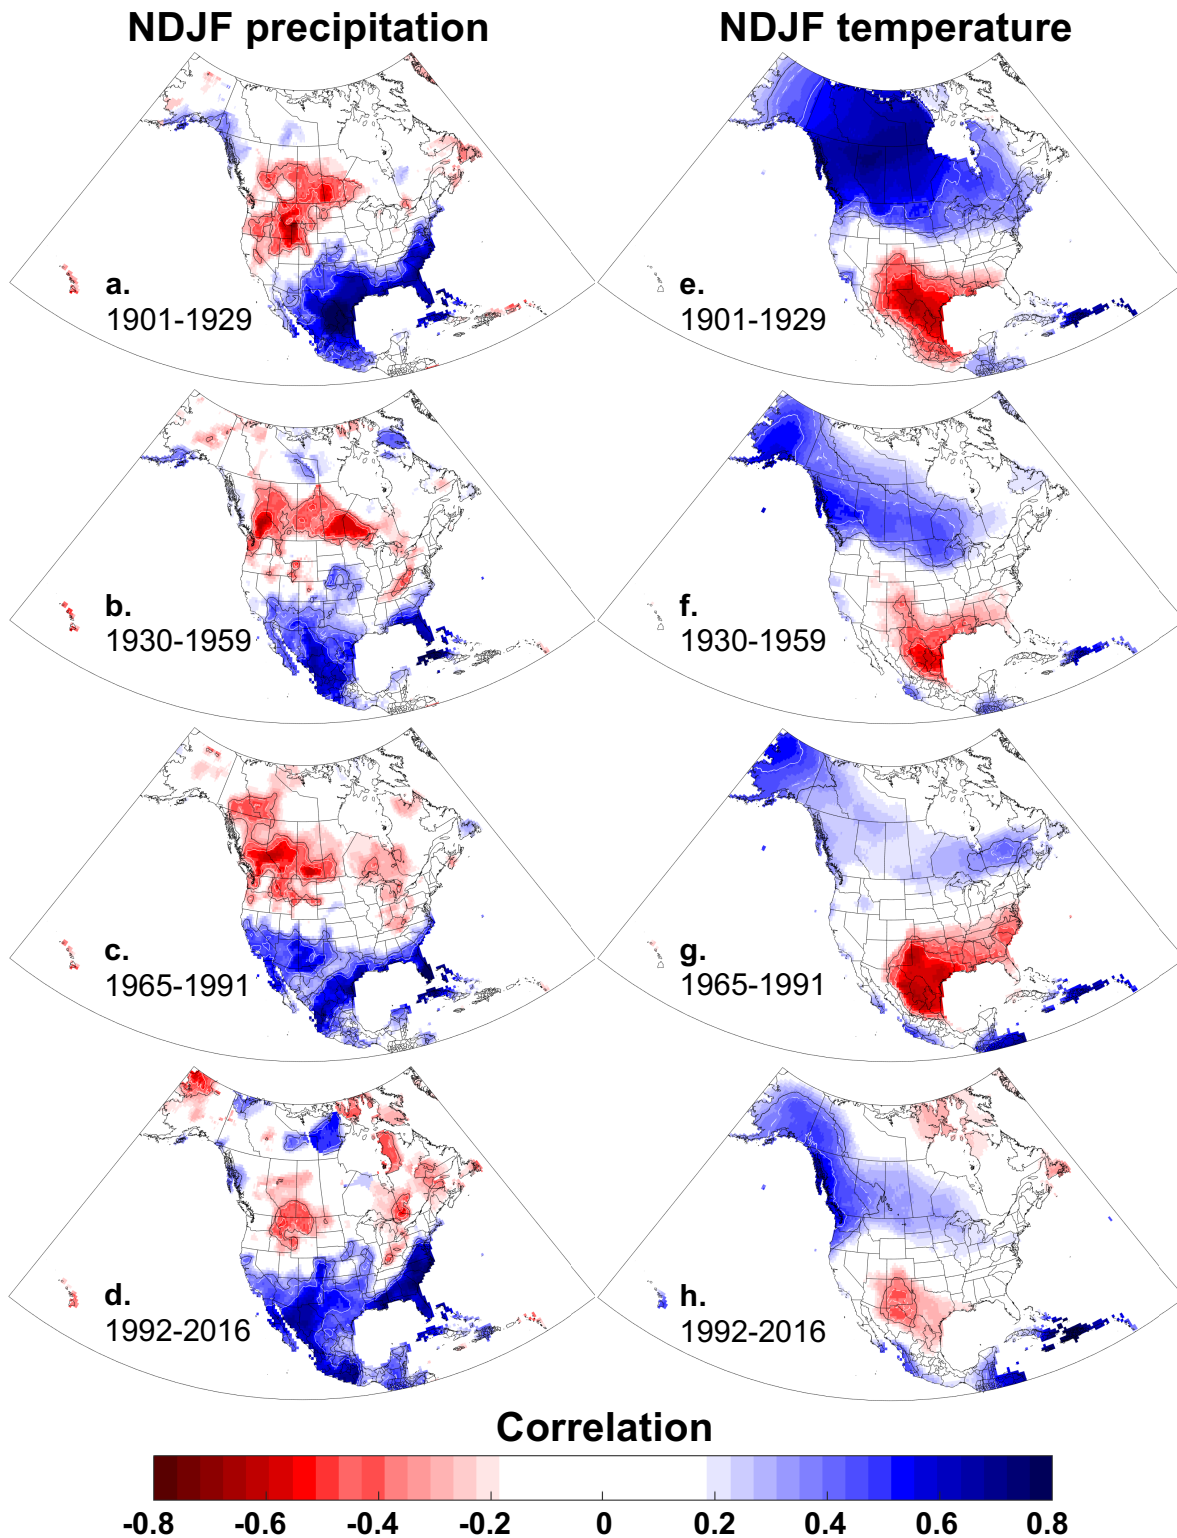 NDJF precipitation NDJF temperature
a. e.
1901-1929 1901-1929
b. f.
1930-1959 1930-1959
c. g.
1965-1991 1965-1991
d. h.
1992-2016 1992-2016
Correlation
-0.8 -0.6 -0.4 -0.2 0 0.2 0.4 0.6 0.8